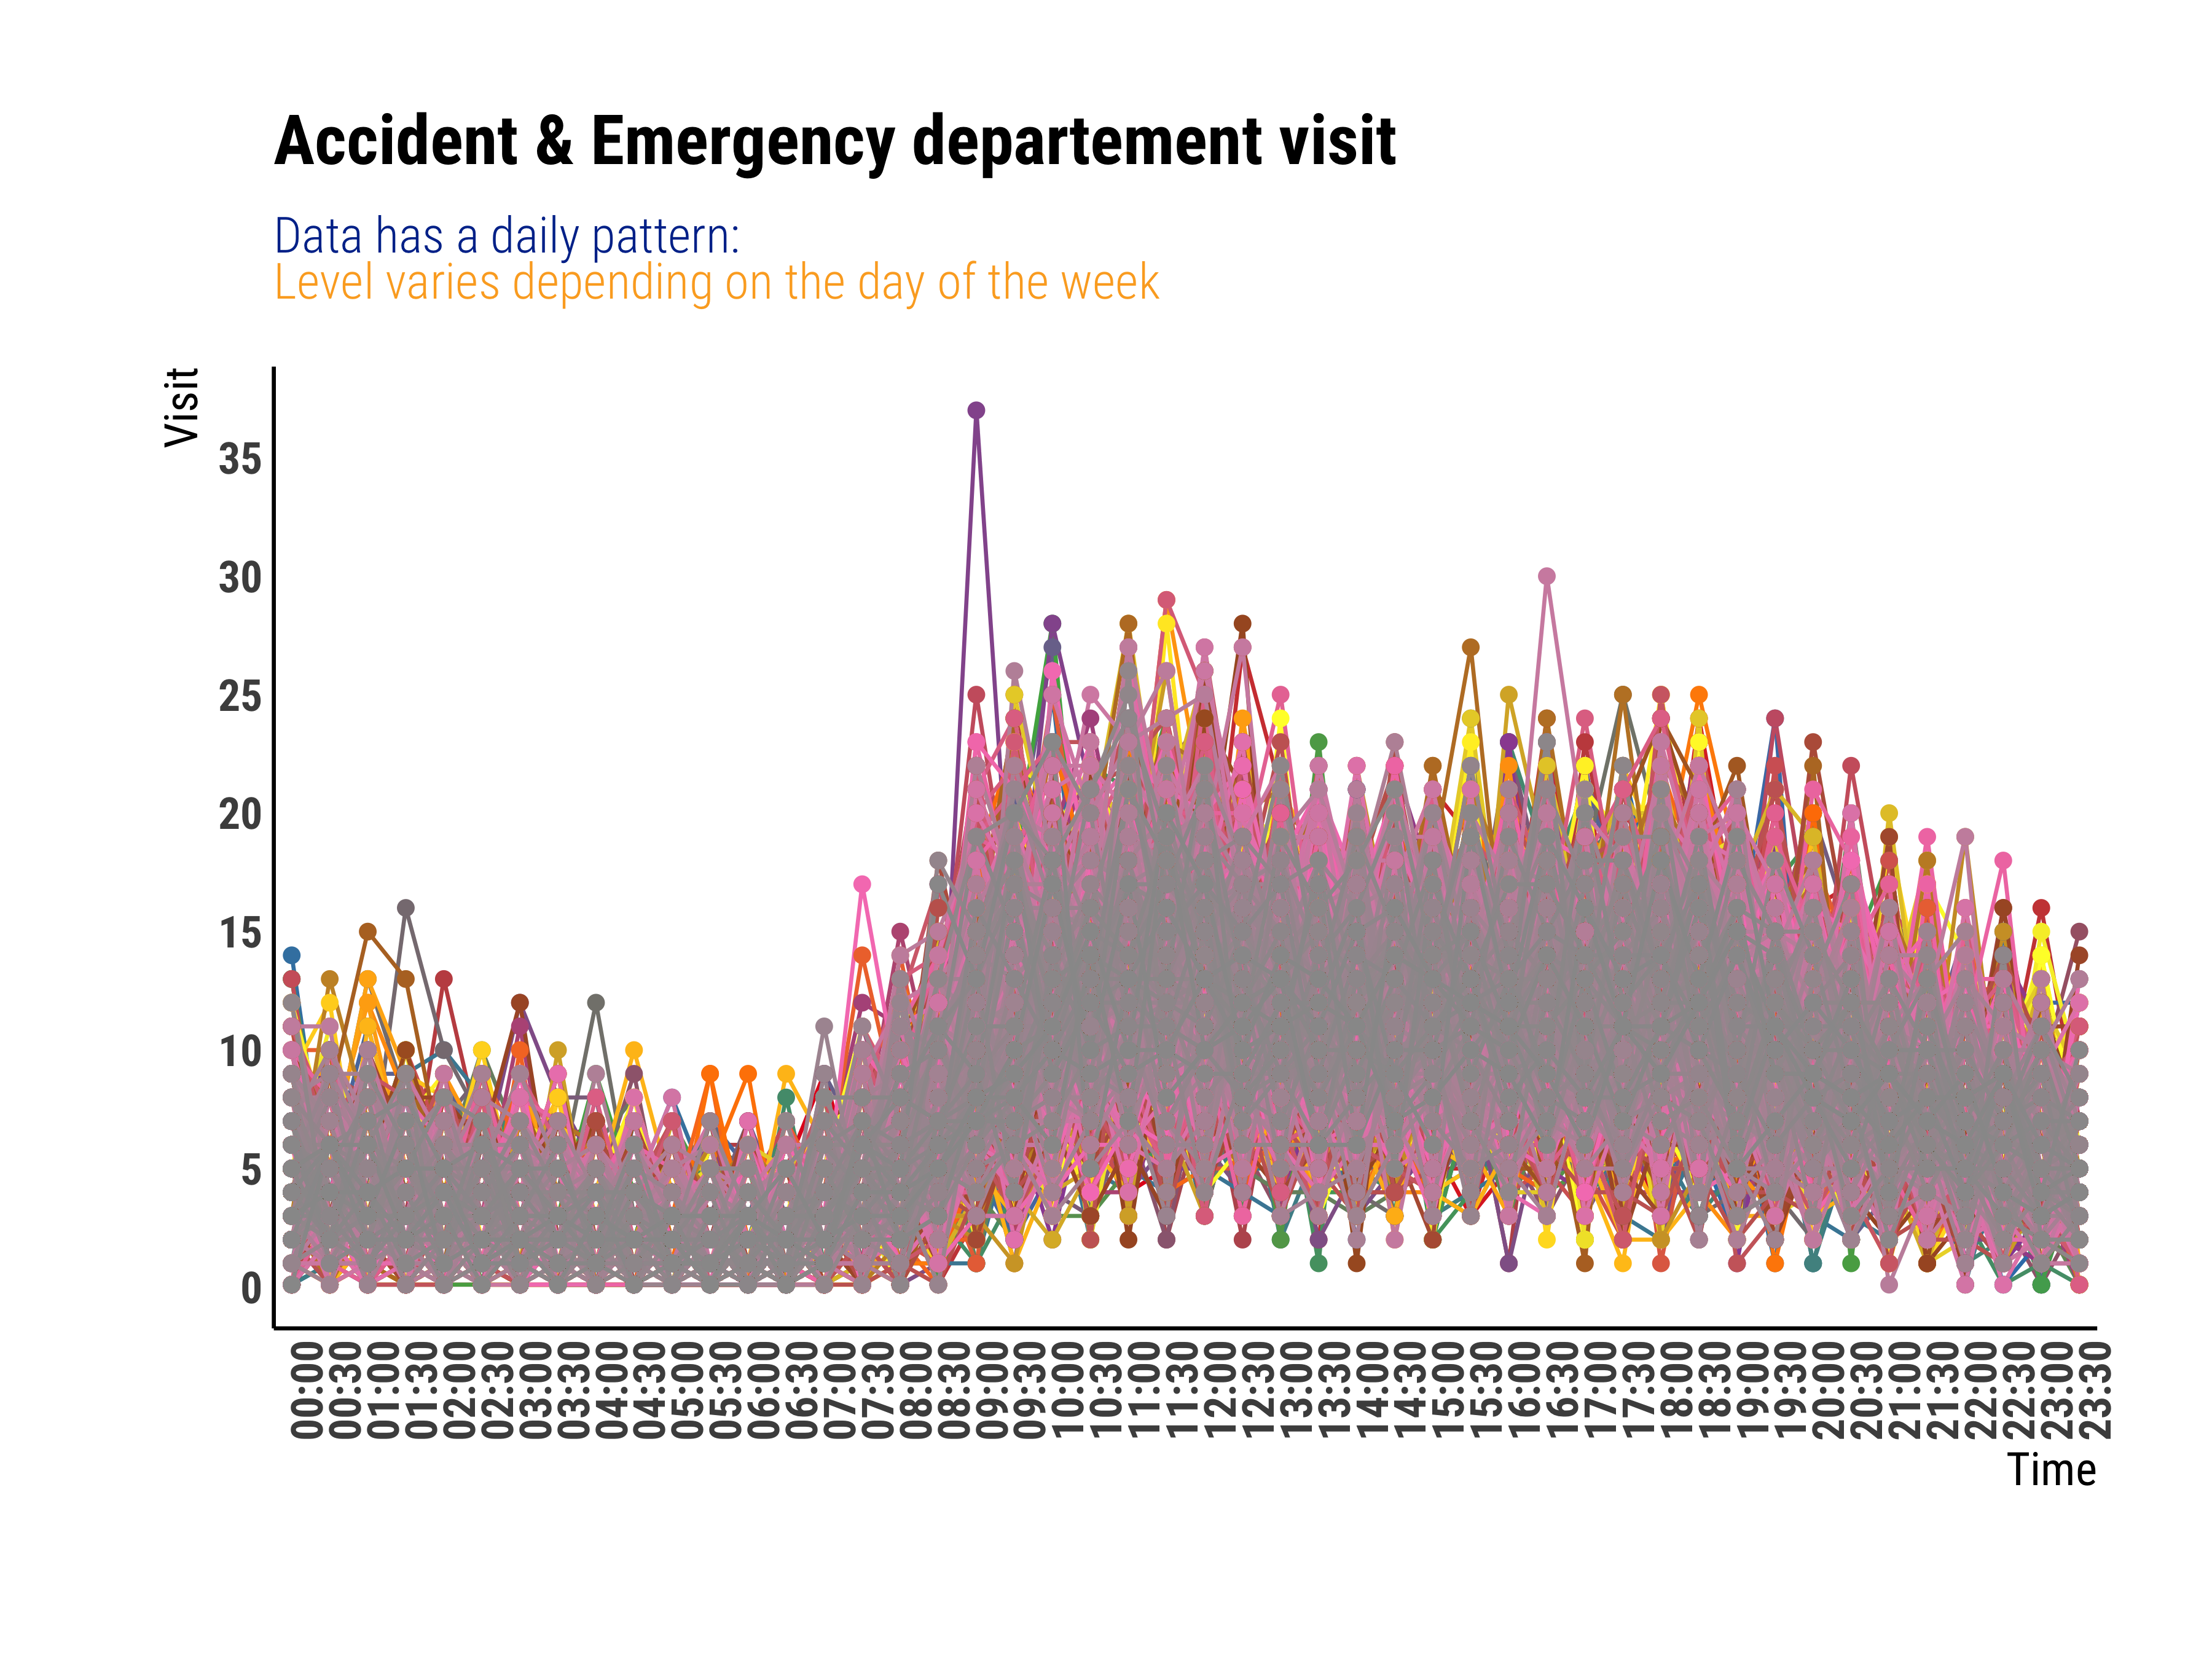 Accident & Emergency departement visit
Data has a daily pattern:
Level varies depending on the day of the week
Visit
35
30
25
20
15
10
5
0
00:00 00:30 01:00 01:30 02:00 02:30 03:00 03:30 04:00 04:30 05:00 05:30 06:00 06:30 07:00 07:30 08:00 08:30 09:00 09:30 10:00 10:30 11:00 11:30 12:00 12:30 13:00 13:30 14:00 14:30 15:00 15:30 16:00 16:30 17:00 17:30 18:00 18:30 19:00 19:30 20:00 20:30 21:00 21:30 22:00 22:30 23:00 23:30
Time